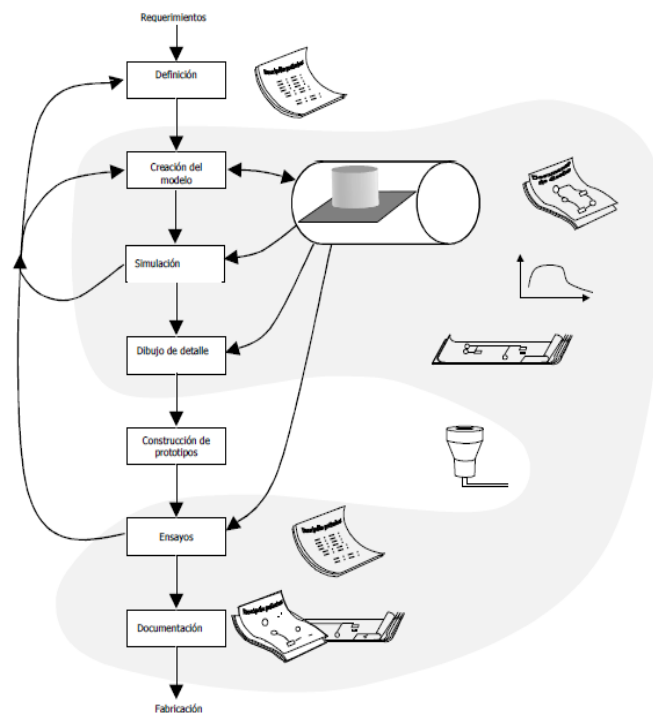 Requerimientos
Definición
Creación del
modelo
Simulación
Dibujo de detalle
Construcción de
prototipos
Ensayos
Documentación
Fabricación